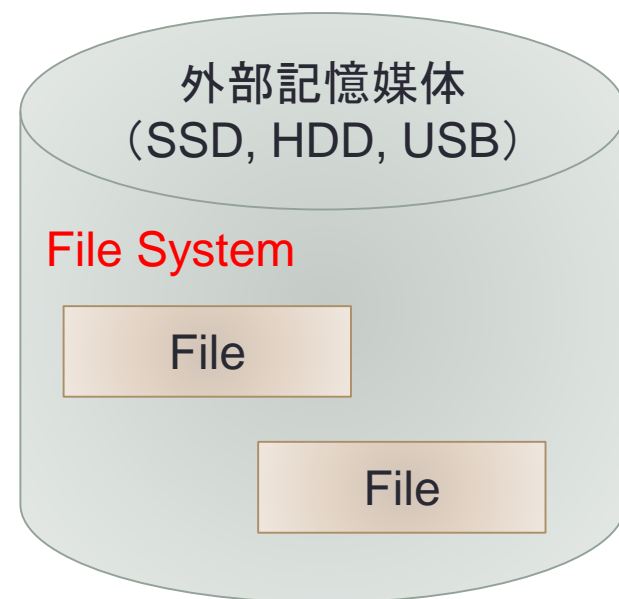 外部記憶媒体
（SSD, HDD, USB）
File System
File
File